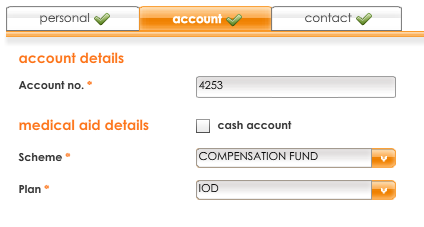 personal account contact
account details
Account no. * 4253
medical aid details cash account
Scheme * COMPENSATION FUND
Plan * IOD